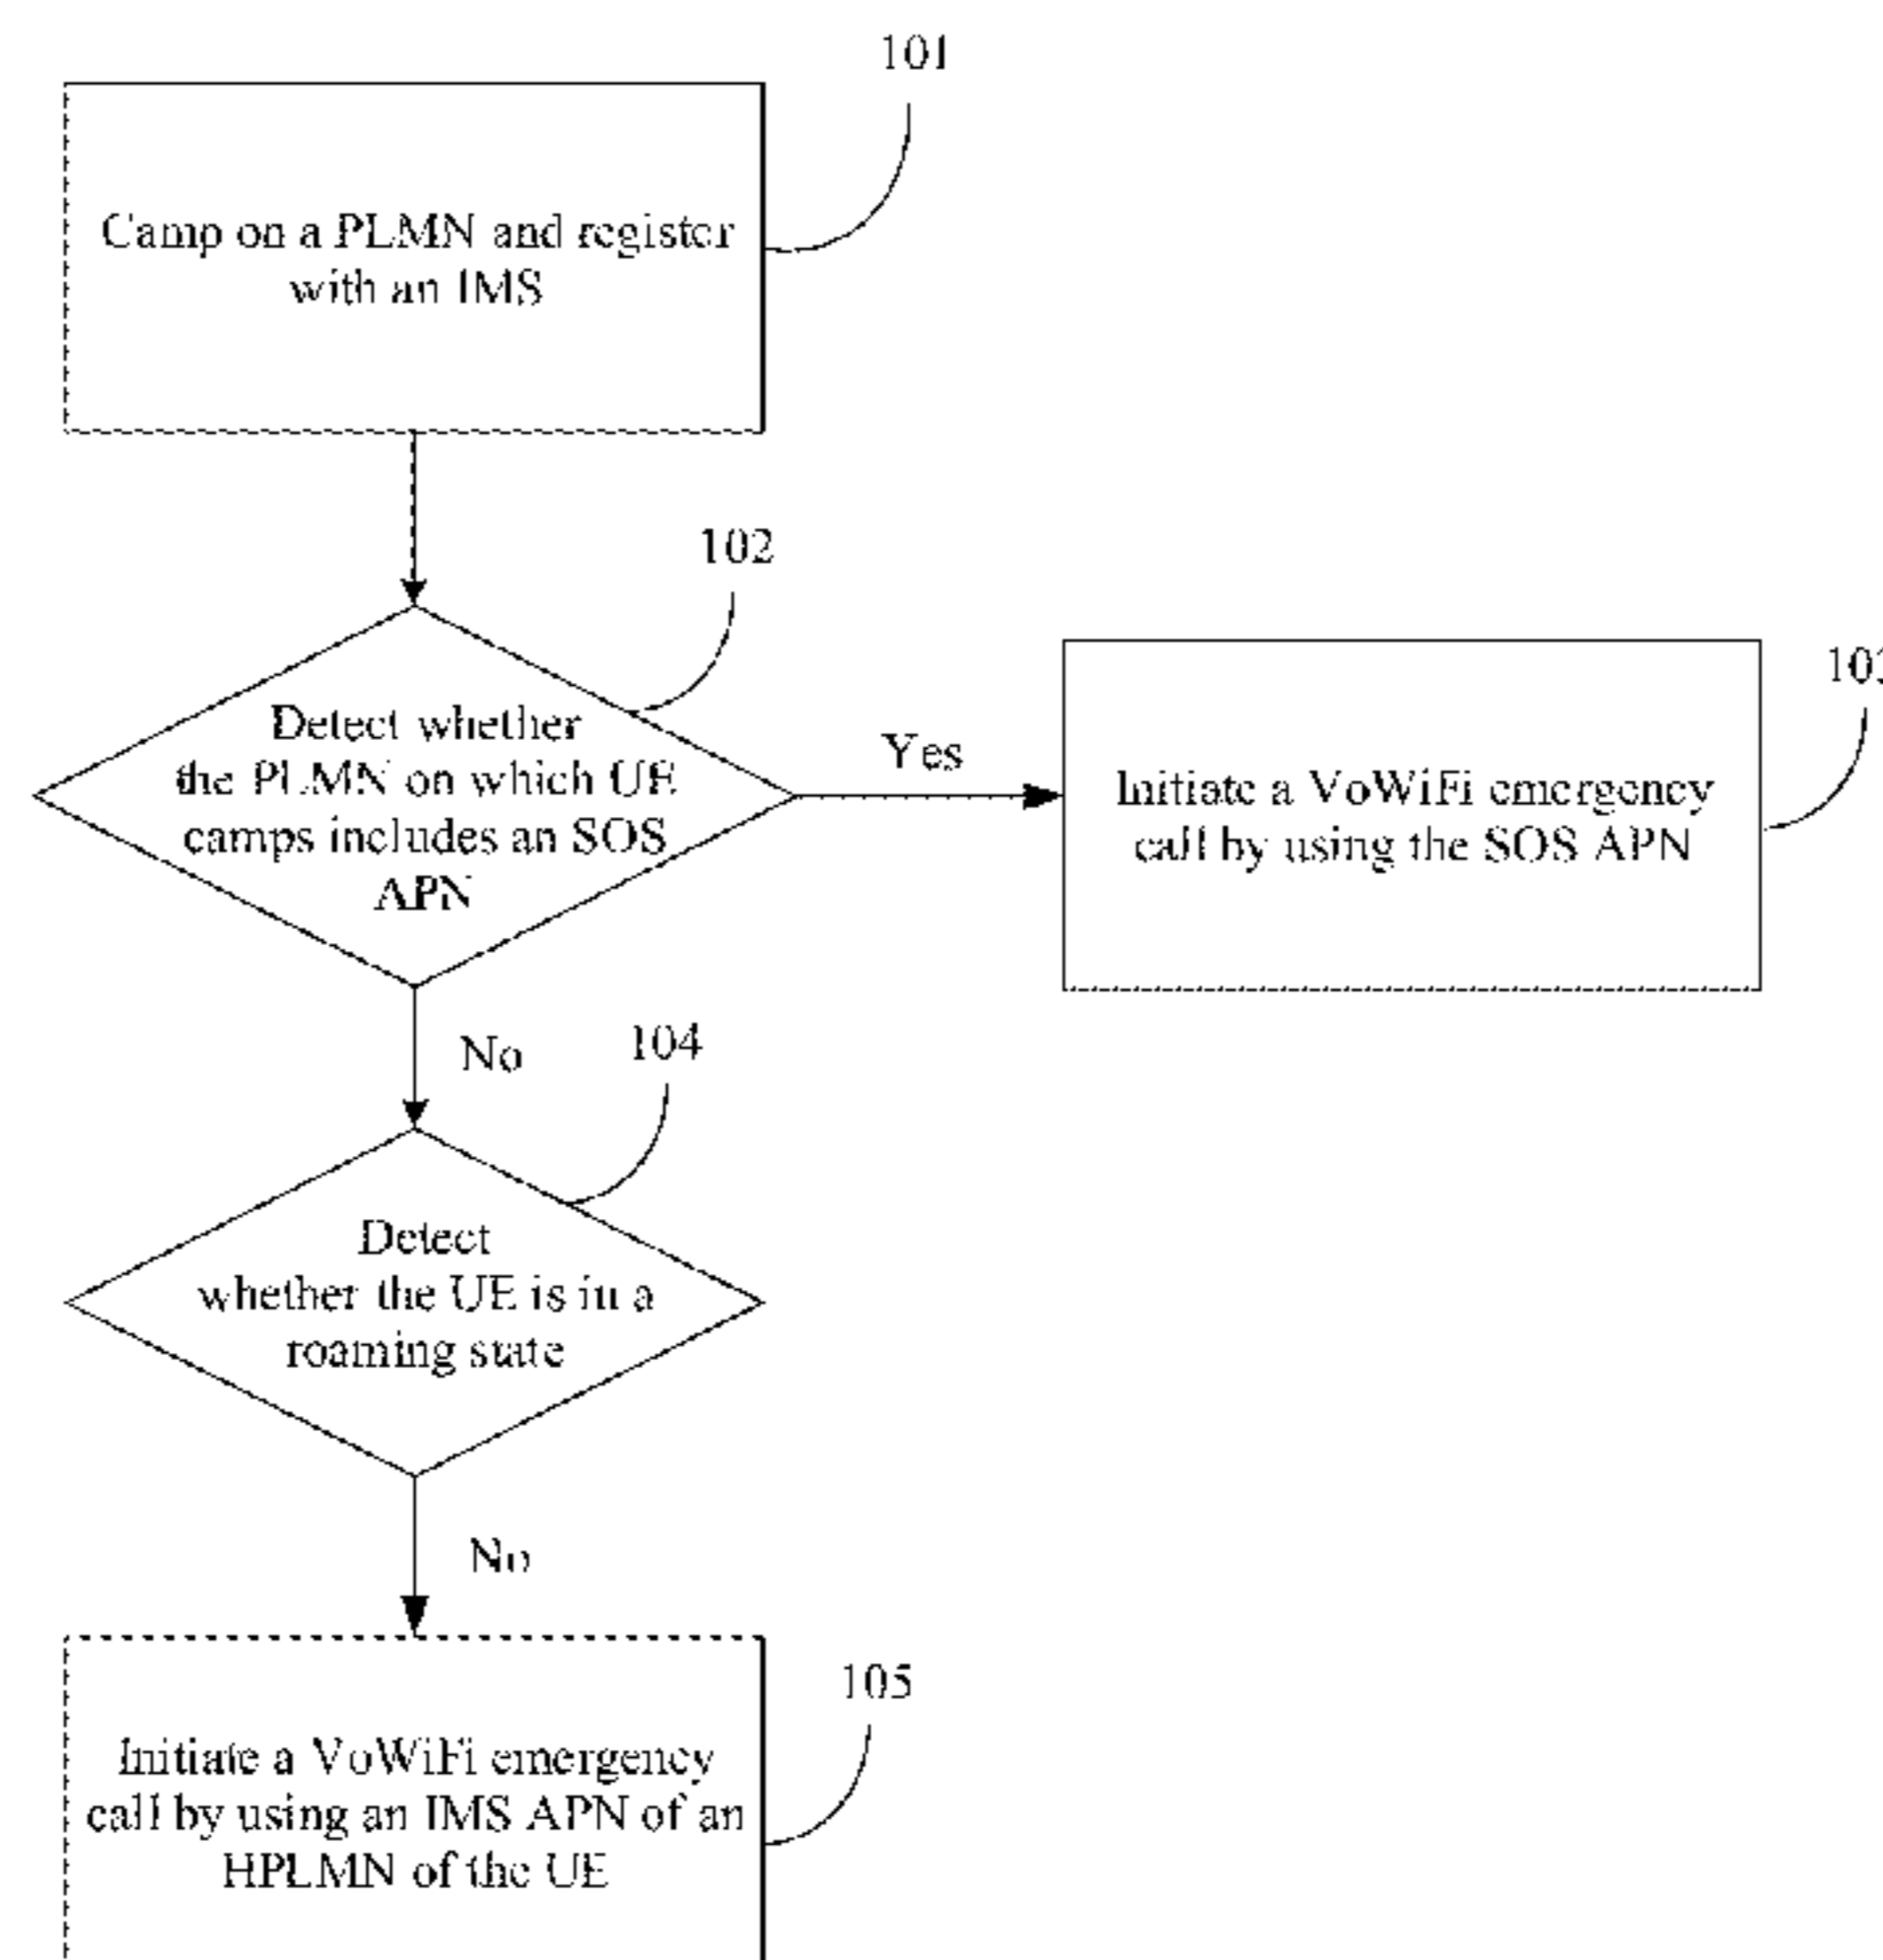 101
Camp on a PLMN and register
with an IMS
102
Detect whether
the PLMN on which UE
camps includes an SOS
APN
Yes
Initiate a VoWiFi emergency
call by using the SOS APN
No
104
Detect
whether the UE is in a
roaming state
No
105
Initiate a VoWiFi emergency
call by using an IMS APN of an
HPLMN of the UE